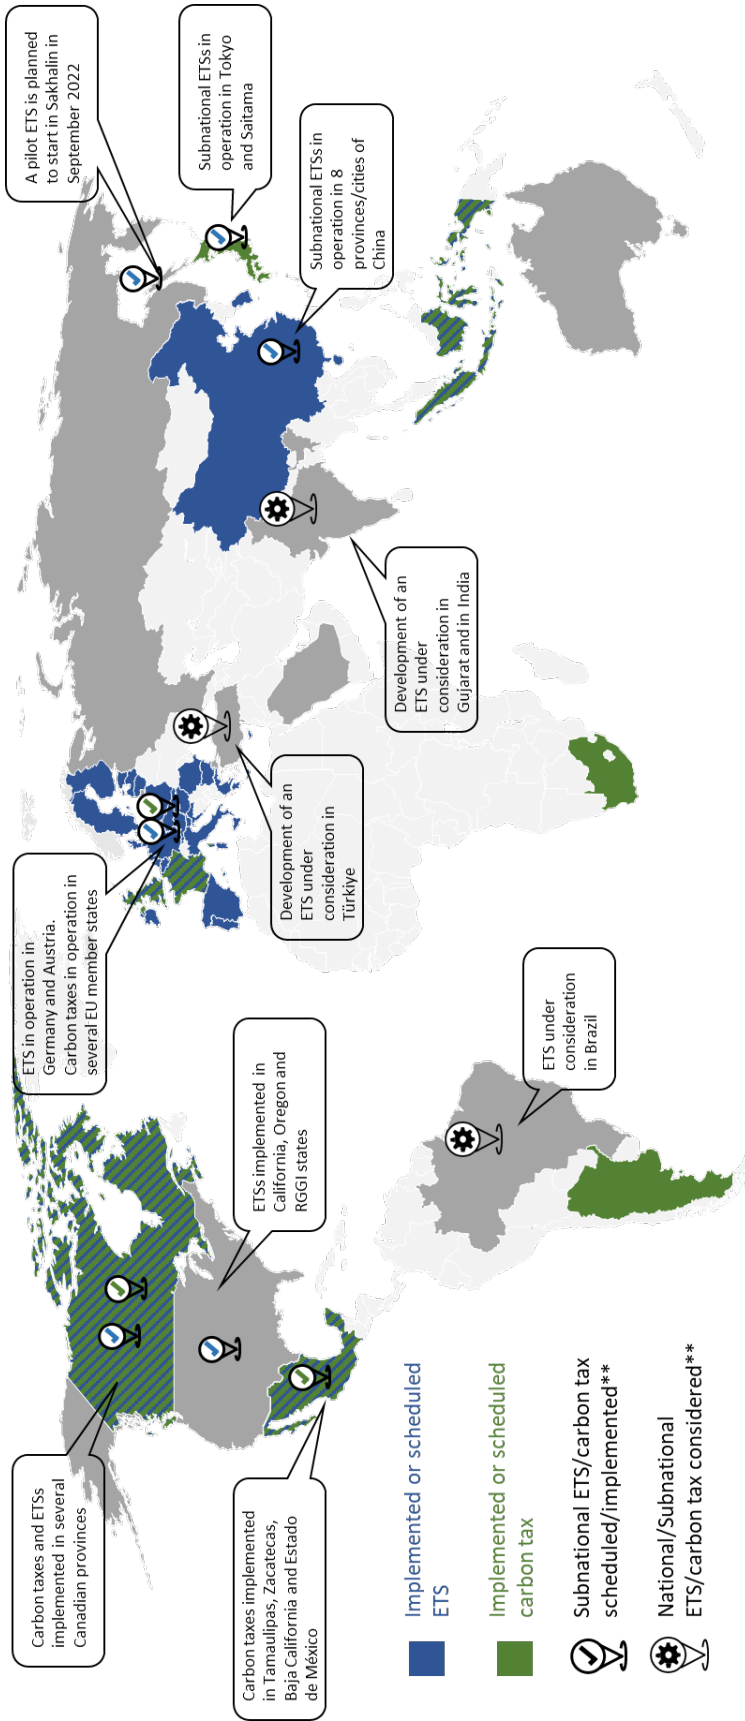 Carbon taxes and ETSs
implemented in several
Canadian provinces
ETS in operation in
Germany and Austria.
Carbon taxes in operation in
several EU member states
A pilot ETS is planned
to start in Sakhalin in
September 2022
Subnational ETSs in
operation in Tokyo
and Saitama
Carbon taxes implemented
in Tamaulipas, Zacatecas,
Baja California and Estado
de México
ETSs implemented in
California, Oregon and
RGGI states
Development of an
ETS under
consideration in
Türkiye
Subnational ETSs in
operation in 8
provinces/cities of
China
Development of an
ETS under
consideration in
Gujarat and in India
ETS under
consideration
in Brazil
Implemented or scheduled
ETS
Implemented or scheduled
carbon tax
Subnational ETS/carbon tax
scheduled/implemented**
National/Subnational
ETS/carbon tax considered**